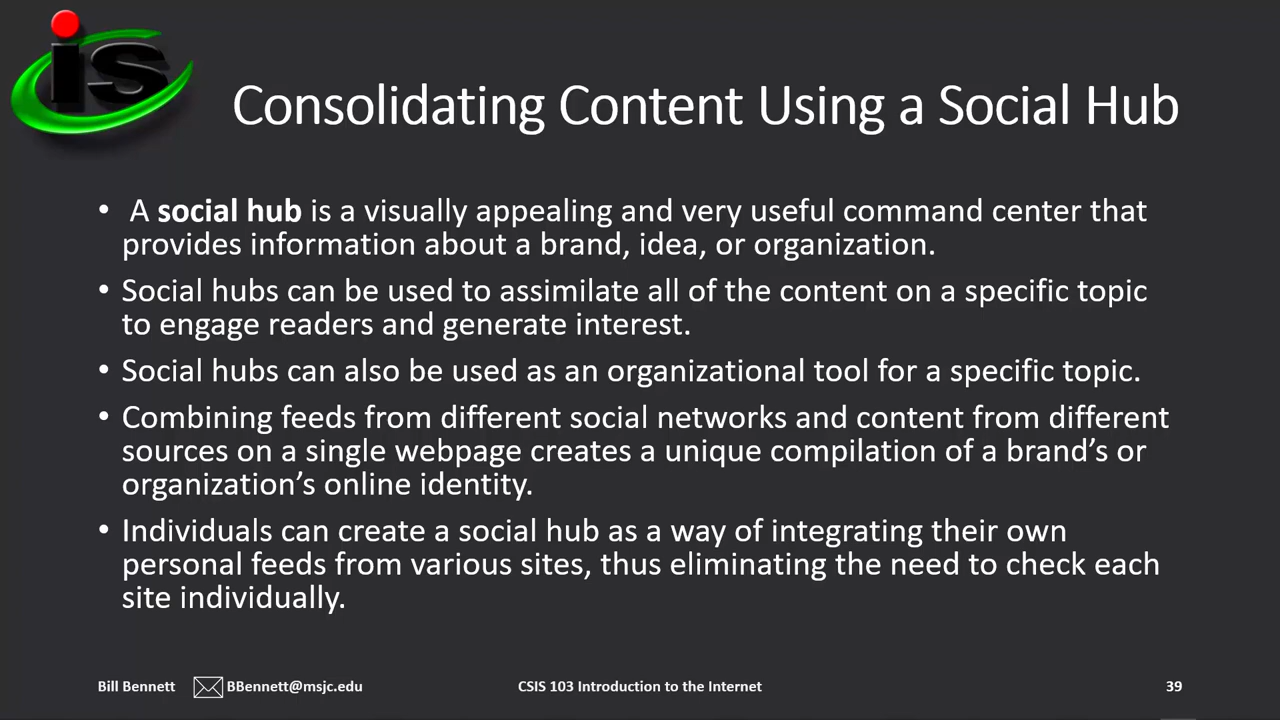 is
Consolidating Content Using a Social Hub
• A social hub is a visually appealing and very useful command center that
provides information about a brand, idea, or organization.
• Social hubs can be used to assimilate all of the content on a specific topic
to engage readers and generate interest.
• Social hubs can also be used as an organizational tool for a specific topic.
• Combining feeds from different social networks and content from different
sources on a single webpage creates a unique compilation of a brand’s or
organization’s online identity.
• Individuals can create a social hub as a way of integrating their own
personal feeds from various sites, thus eliminating the need to check each
site individually.
Bill Bennett BBennett@msjc.edu CSIS 103 Introduction to the Internet 39